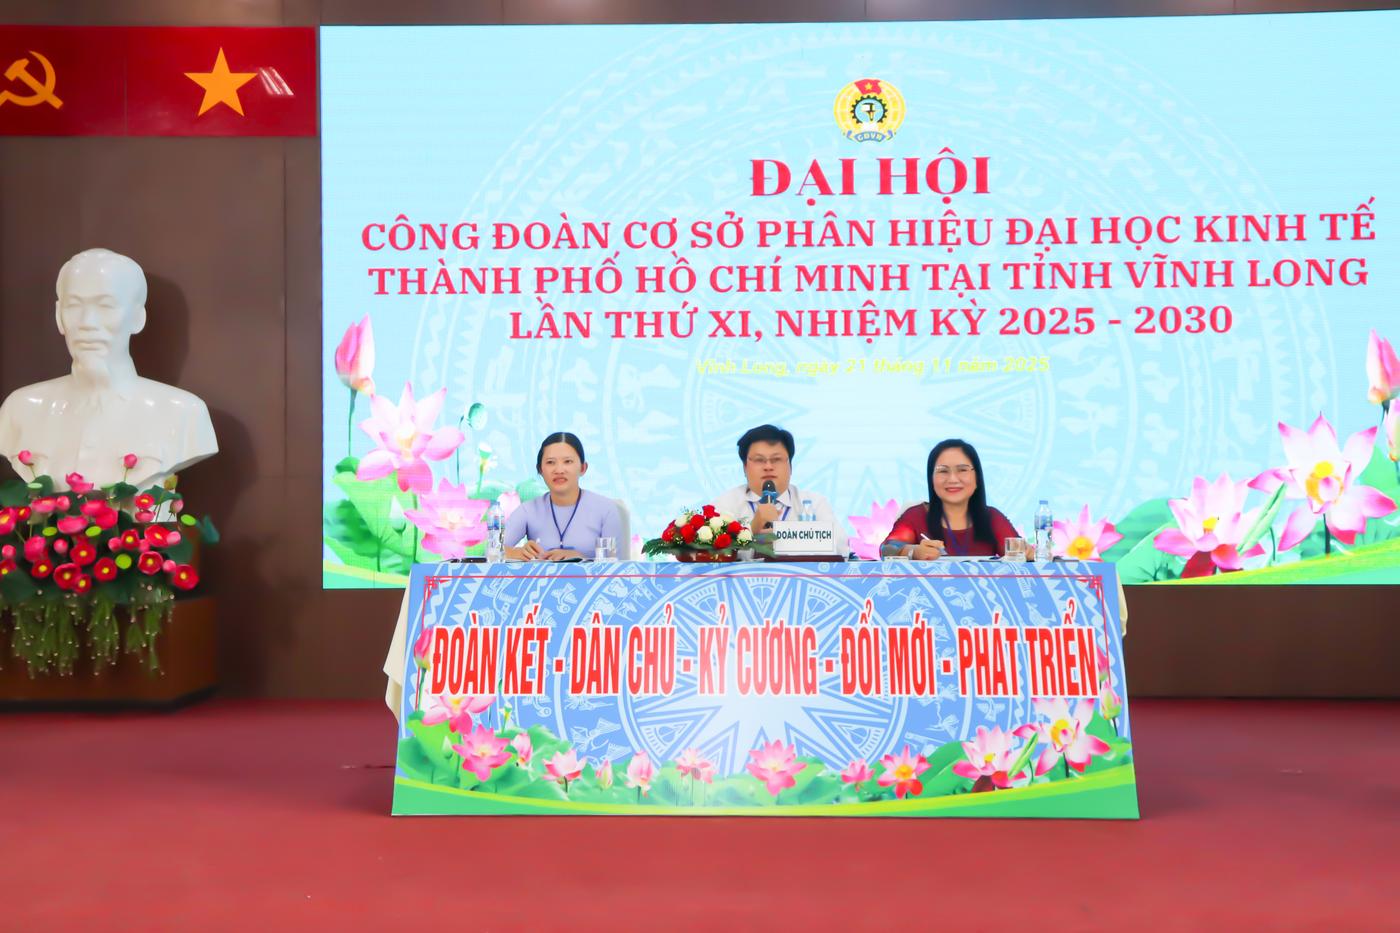 CĐVN
ĐẠI HỘI
CÔNG ĐOÀN CƠ SỞ PHÂN HIỆU ĐẠI HỌC KINH TẾ
THÀNH PHỐ HỒ CHÍ MINH TẠI TỈNH VĨNH LONG
LẦN THỨ XI, NHIỆM KỲ 2025 - 2030
Vĩnh Long, ngày 21 tháng 11 năm 2025
ĐOÀN CHỦ TỊCH
ĐOÀN KẾT - DÂN CHỦ - KỶ CƯƠNG - ĐỔI MỚI - PHÁT TRIỂN